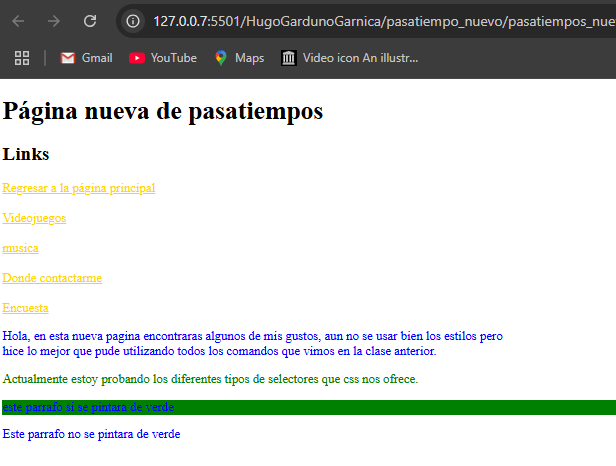 127.0.0.7:5501/HugoGardunoGarnica/pasatiempo_nuevo/pasatiempos_nue
Gmail YouTube Maps Video icon An illustr...
Página nueva de pasatiempos
Links
Regresar a la página principal
Videojuegos
musica
Donde contactarme
Encuesta
Hola, en esta nueva pagina encontraras algunos de mis gustos, aun no se usar bien los estilos pero
hice lo mejor que pude utilizando todos los comandos que vimos en la clase anterior.
Actualmente estoy probando los diferentes tipos de selectores que css nos ofrece.
este parrafo si se pintara de verde
Este parrafo no se pintara de verde